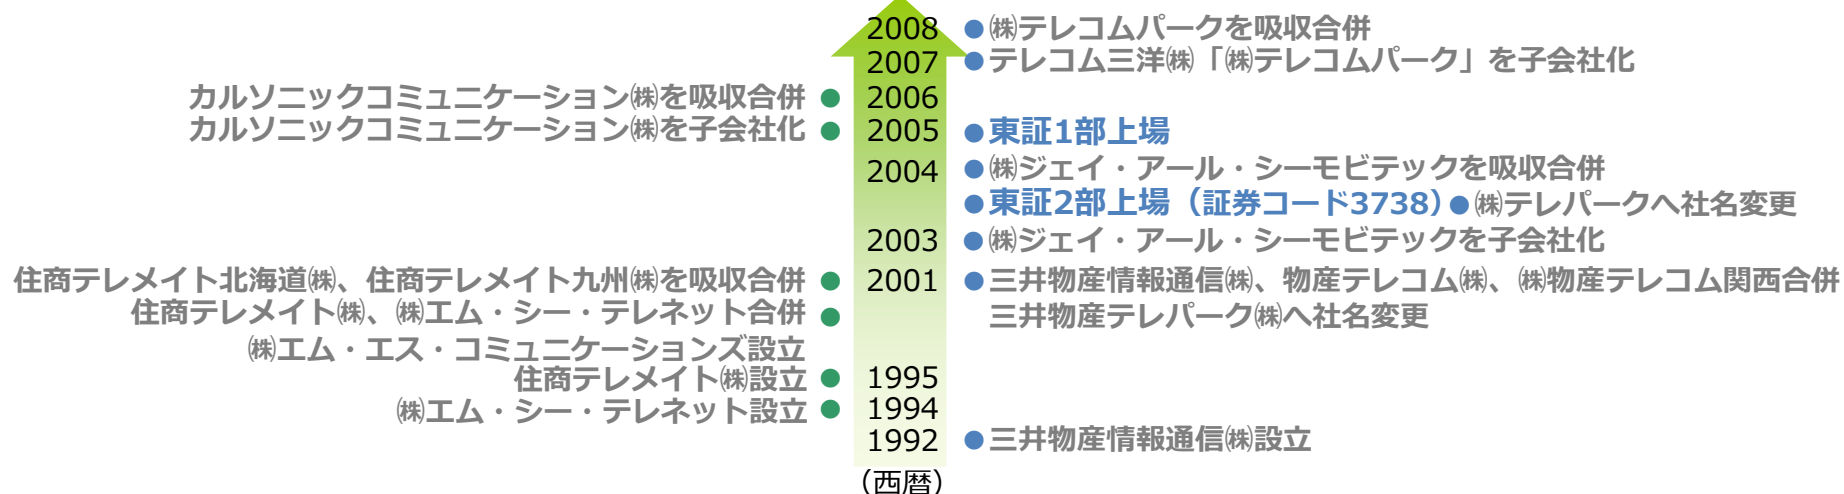 2008 ●㈱テレコムパークを吸収合併
2007 ●テレコム三洋㈱「㈱テレコムパーク」を子会社化
カルソニックコミュニケーション㈱を吸収合併 ● 2006
カルソニックコミュニケーション㈱を子会社化 ● 2005 ●東証1部上場
2004 ●㈱ジェイ・アール・シーモビテックを吸収合併
●東証2部上場（証券コード3738）●㈱テレパークへ社名変更
2003 ●㈱ジェイ・アール・シーモビテックを子会社化
住商テレメイト北海道㈱、住商テレメイト九州㈱を吸収合併 ● 2001 ●三井物産情報通信㈱、物産テレコム㈱、㈱物産テレコム関西合併
住商テレメイト㈱、㈱エム・シー・テレネット合併 ● 三井物産テレパーク㈱へ社名変更
㈱エム・エス・コミュニケーションズ設立
住商テレメイト㈱設立 ● 1995
㈱エム・シー・テレネット設立 ● 1994
1992 ●三井物産情報通信㈱設立
（西暦）